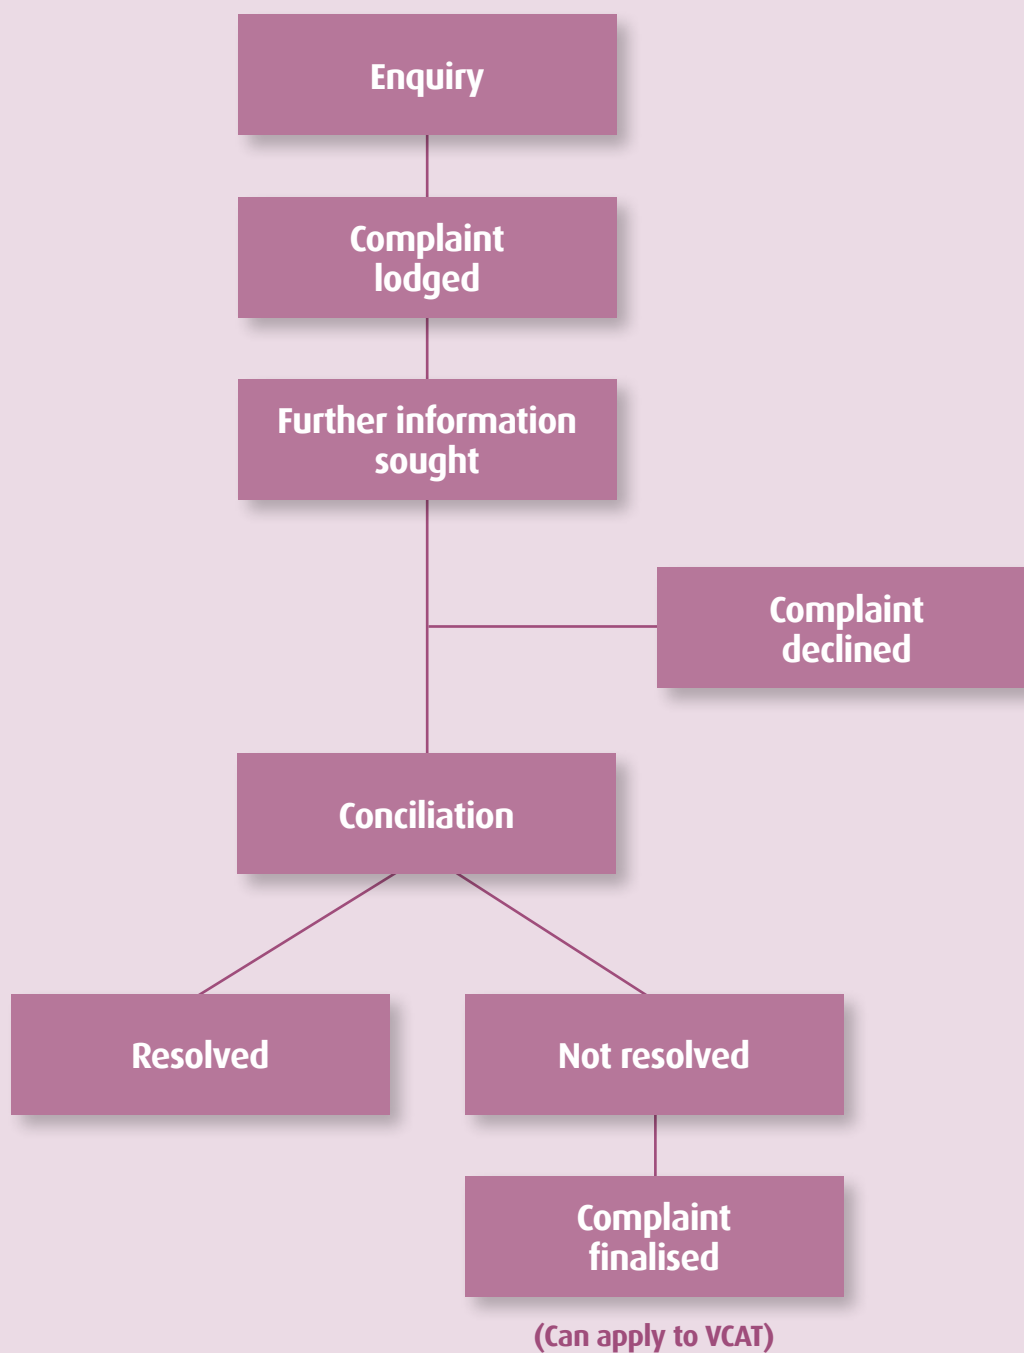 Enquiry
Complaint
lodged
Further information
sought
Complaint
declined
Conciliation
Resolved
Not resolved
Complaint
finalised
(Can apply to VCAT)